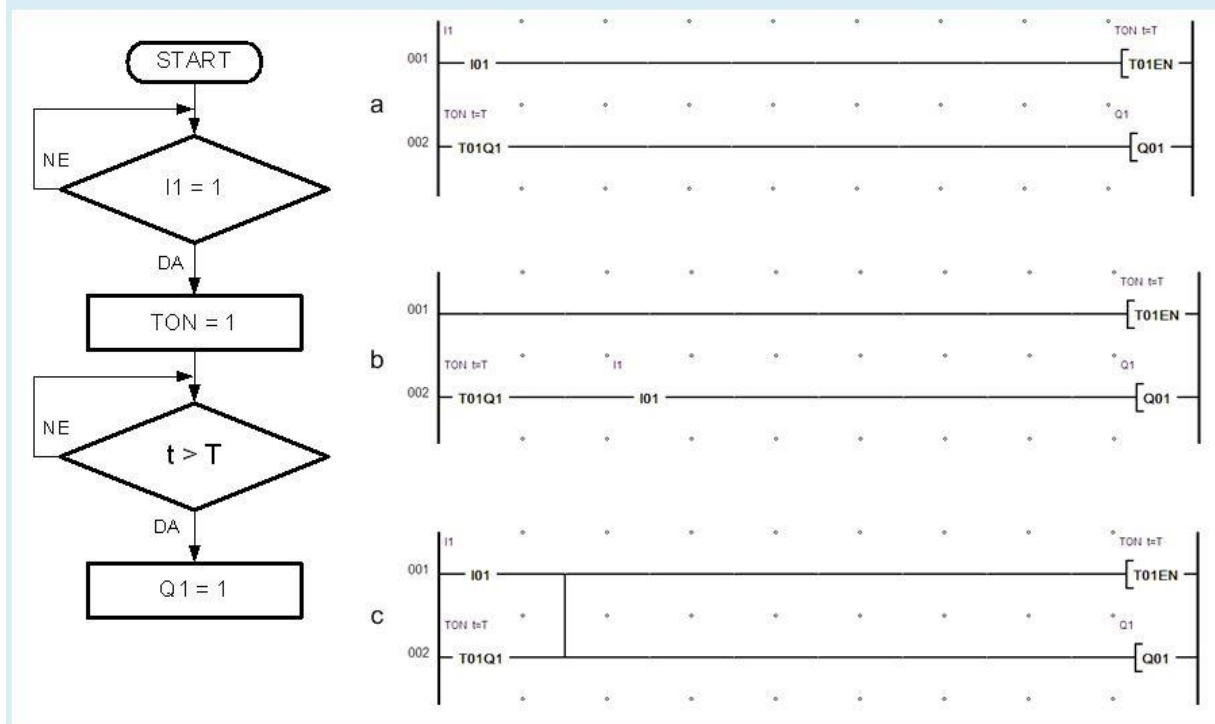 START
NE
I1 = 1
DA
TON = 1
NE
t > T
DA
Q1 = 1
a
I1
TON t=T
001
I01
T01EN
TON t=T
Q1
002
T01Q1
Q01
b
TON t=T
001
T01EN
TON t=T
I1
Q1
002
T01Q1
I01
Q01
c
I1
TON t=T
001
I01
T01EN
TON t=T
Q1
002
T01Q1
Q01